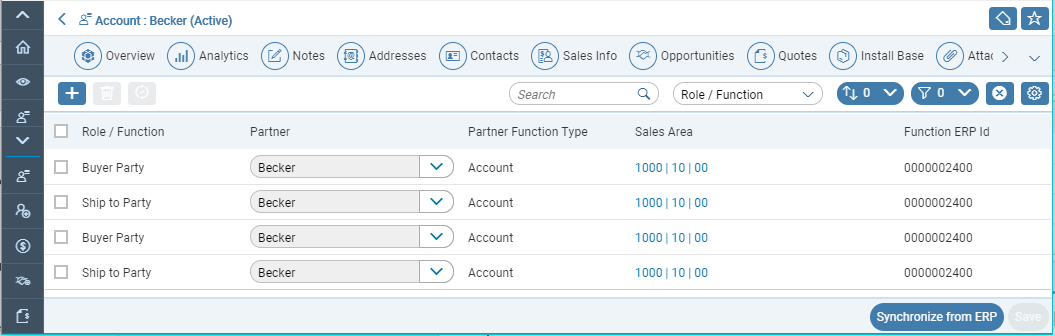 Account : Becker (Active)
Overview Analytics Notes Addresses Contacts Sales Info Opportunities Quotes Install Base Attac
Search Role / Function 0 0
Role / Function Partner Partner Function Type Sales Area Function ERP Id
Buyer Party Becker Account 1000 | 10 | 00 0000002400
Ship to Party Becker Account 1000 | 10 | 00 0000002400
Buyer Party Becker Account 1000 | 10 | 00 0000002400
Ship to Party Becker Account 1000 | 10 | 00 0000002400
Synchronize from ERP Save